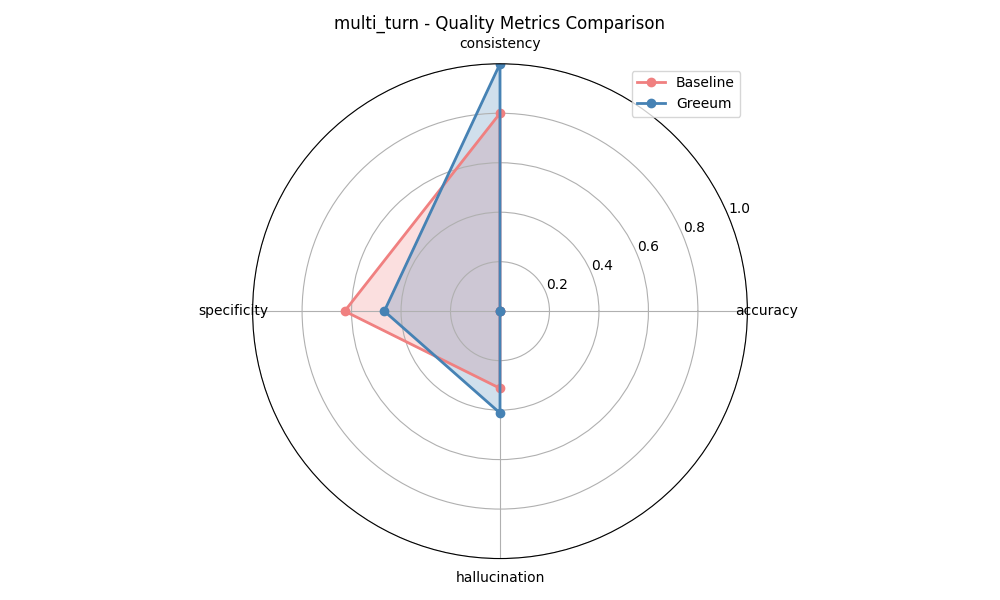 multi_turn - Quality Metrics Comparison
consistency
Baseline
Greeum
1.0
0.8
0.6
0.4
0.2
specificity
accuracy
hallucination